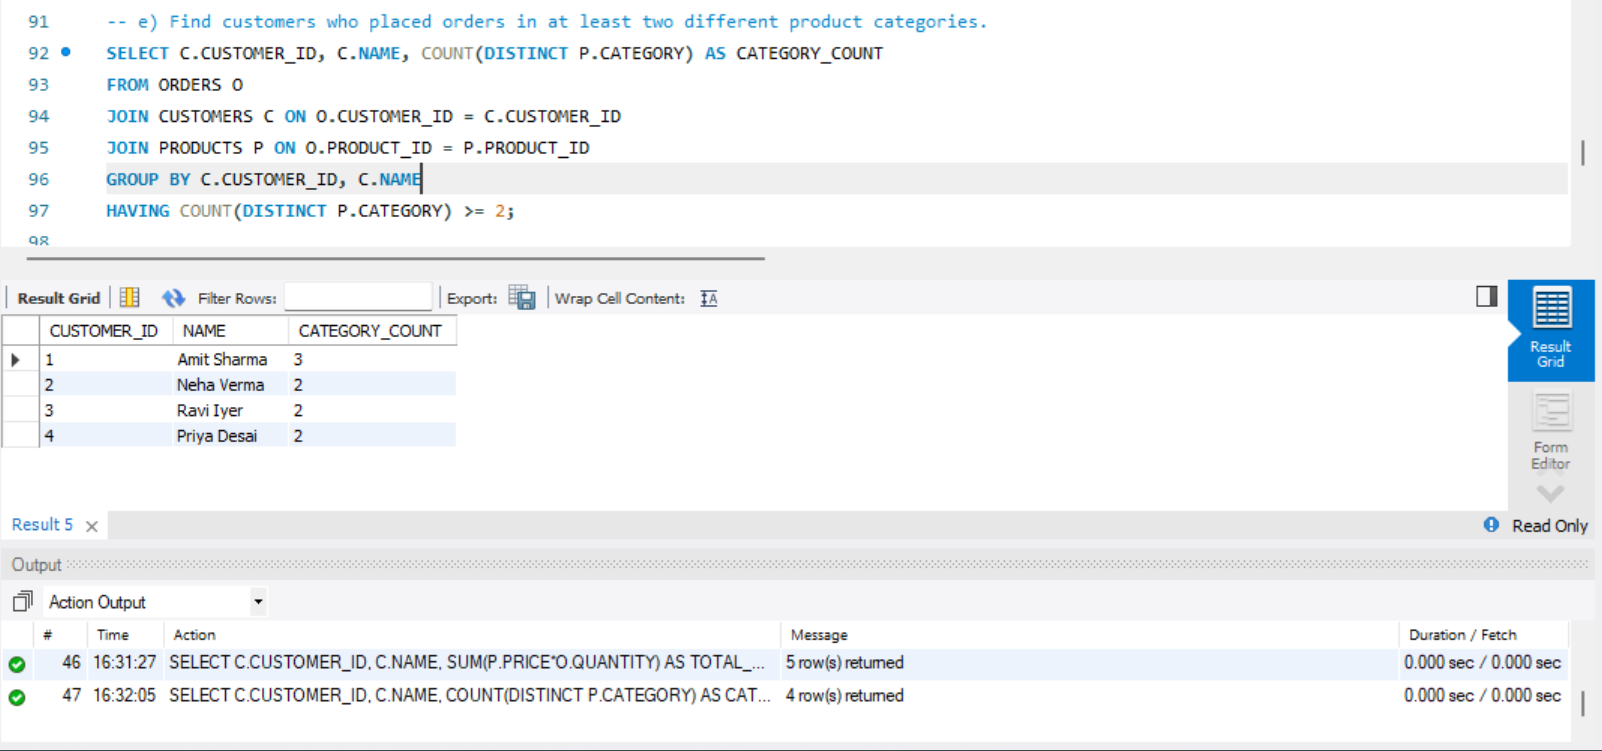 91 -- e) Find customers who placed orders in at least two different product categories.
92 SELECT C.CUSTOMER_ID, C.NAME, COUNT(DISTINCT P.CATEGORY) AS CATEGORY_COUNT
93 FROM ORDERS O
94 JOIN CUSTOMERS C ON O.CUSTOMER_ID = C.CUSTOMER_ID
95 JOIN PRODUCTS P ON O.PRODUCT_ID = P.PRODUCT_ID
96 GROUP BY C.CUSTOMER_ID, C.NAME
97 HAVING COUNT(DISTINCT P.CATEGORY) >= 2;
98
Result Grid Filter Rows: Export: Wrap Cell Content: IA
CUSTOMER_ID NAME CATEGORY_COUNT
1 Amit Sharma 3
2 Neha Verma 2
3 Ravi Iyer 2
4 Priya Desai 2
Result
Grid
Form
Editor
Result 5 Read Only
Output
Action Output
# Time Action Message Duration / Fetch
46 16:31:27 SELECT C.CUSTOMER_ID, C.NAME, SUM(P.PRICE*O.QUANTITY) AS TOTAL_... 5 row(s) returned 0.000 sec / 0.000 sec
47 16:32:05 SELECT C.CUSTOMER_ID, C.NAME, COUNT(DISTINCT P.CATEGORY) AS CAT... 4 row(s) returned 0.000 sec / 0.000 sec